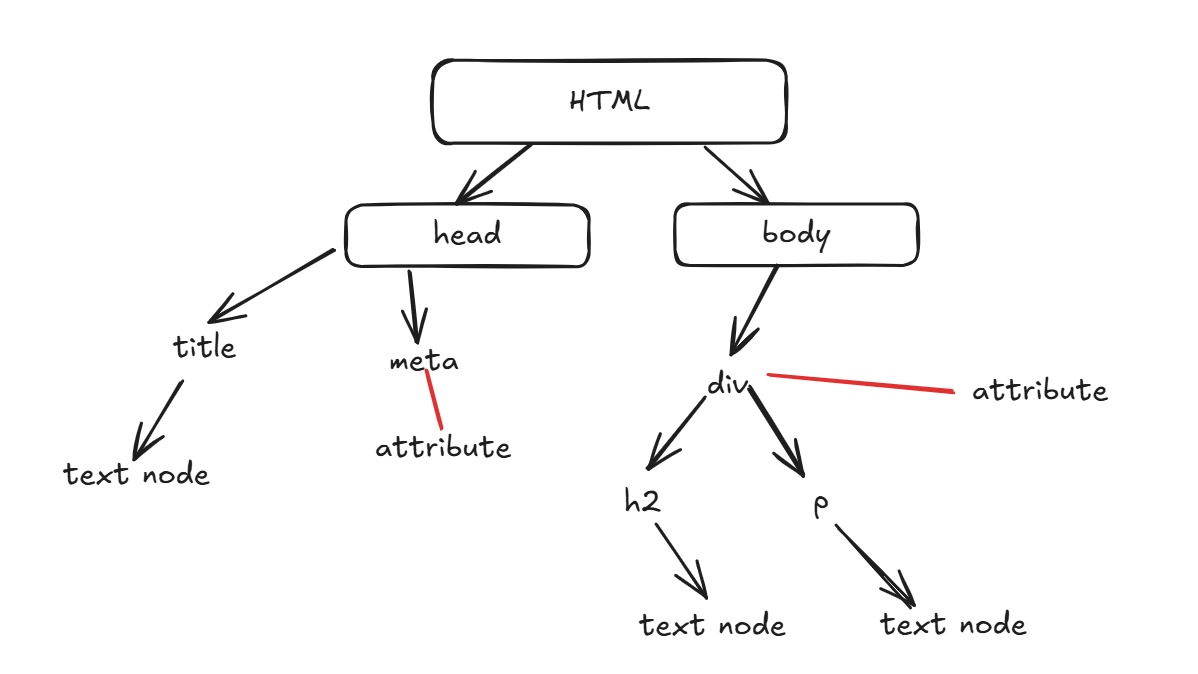 HTML
head
body
title
meta
div
attribute
attribute
text node
h2
p
text node
text node